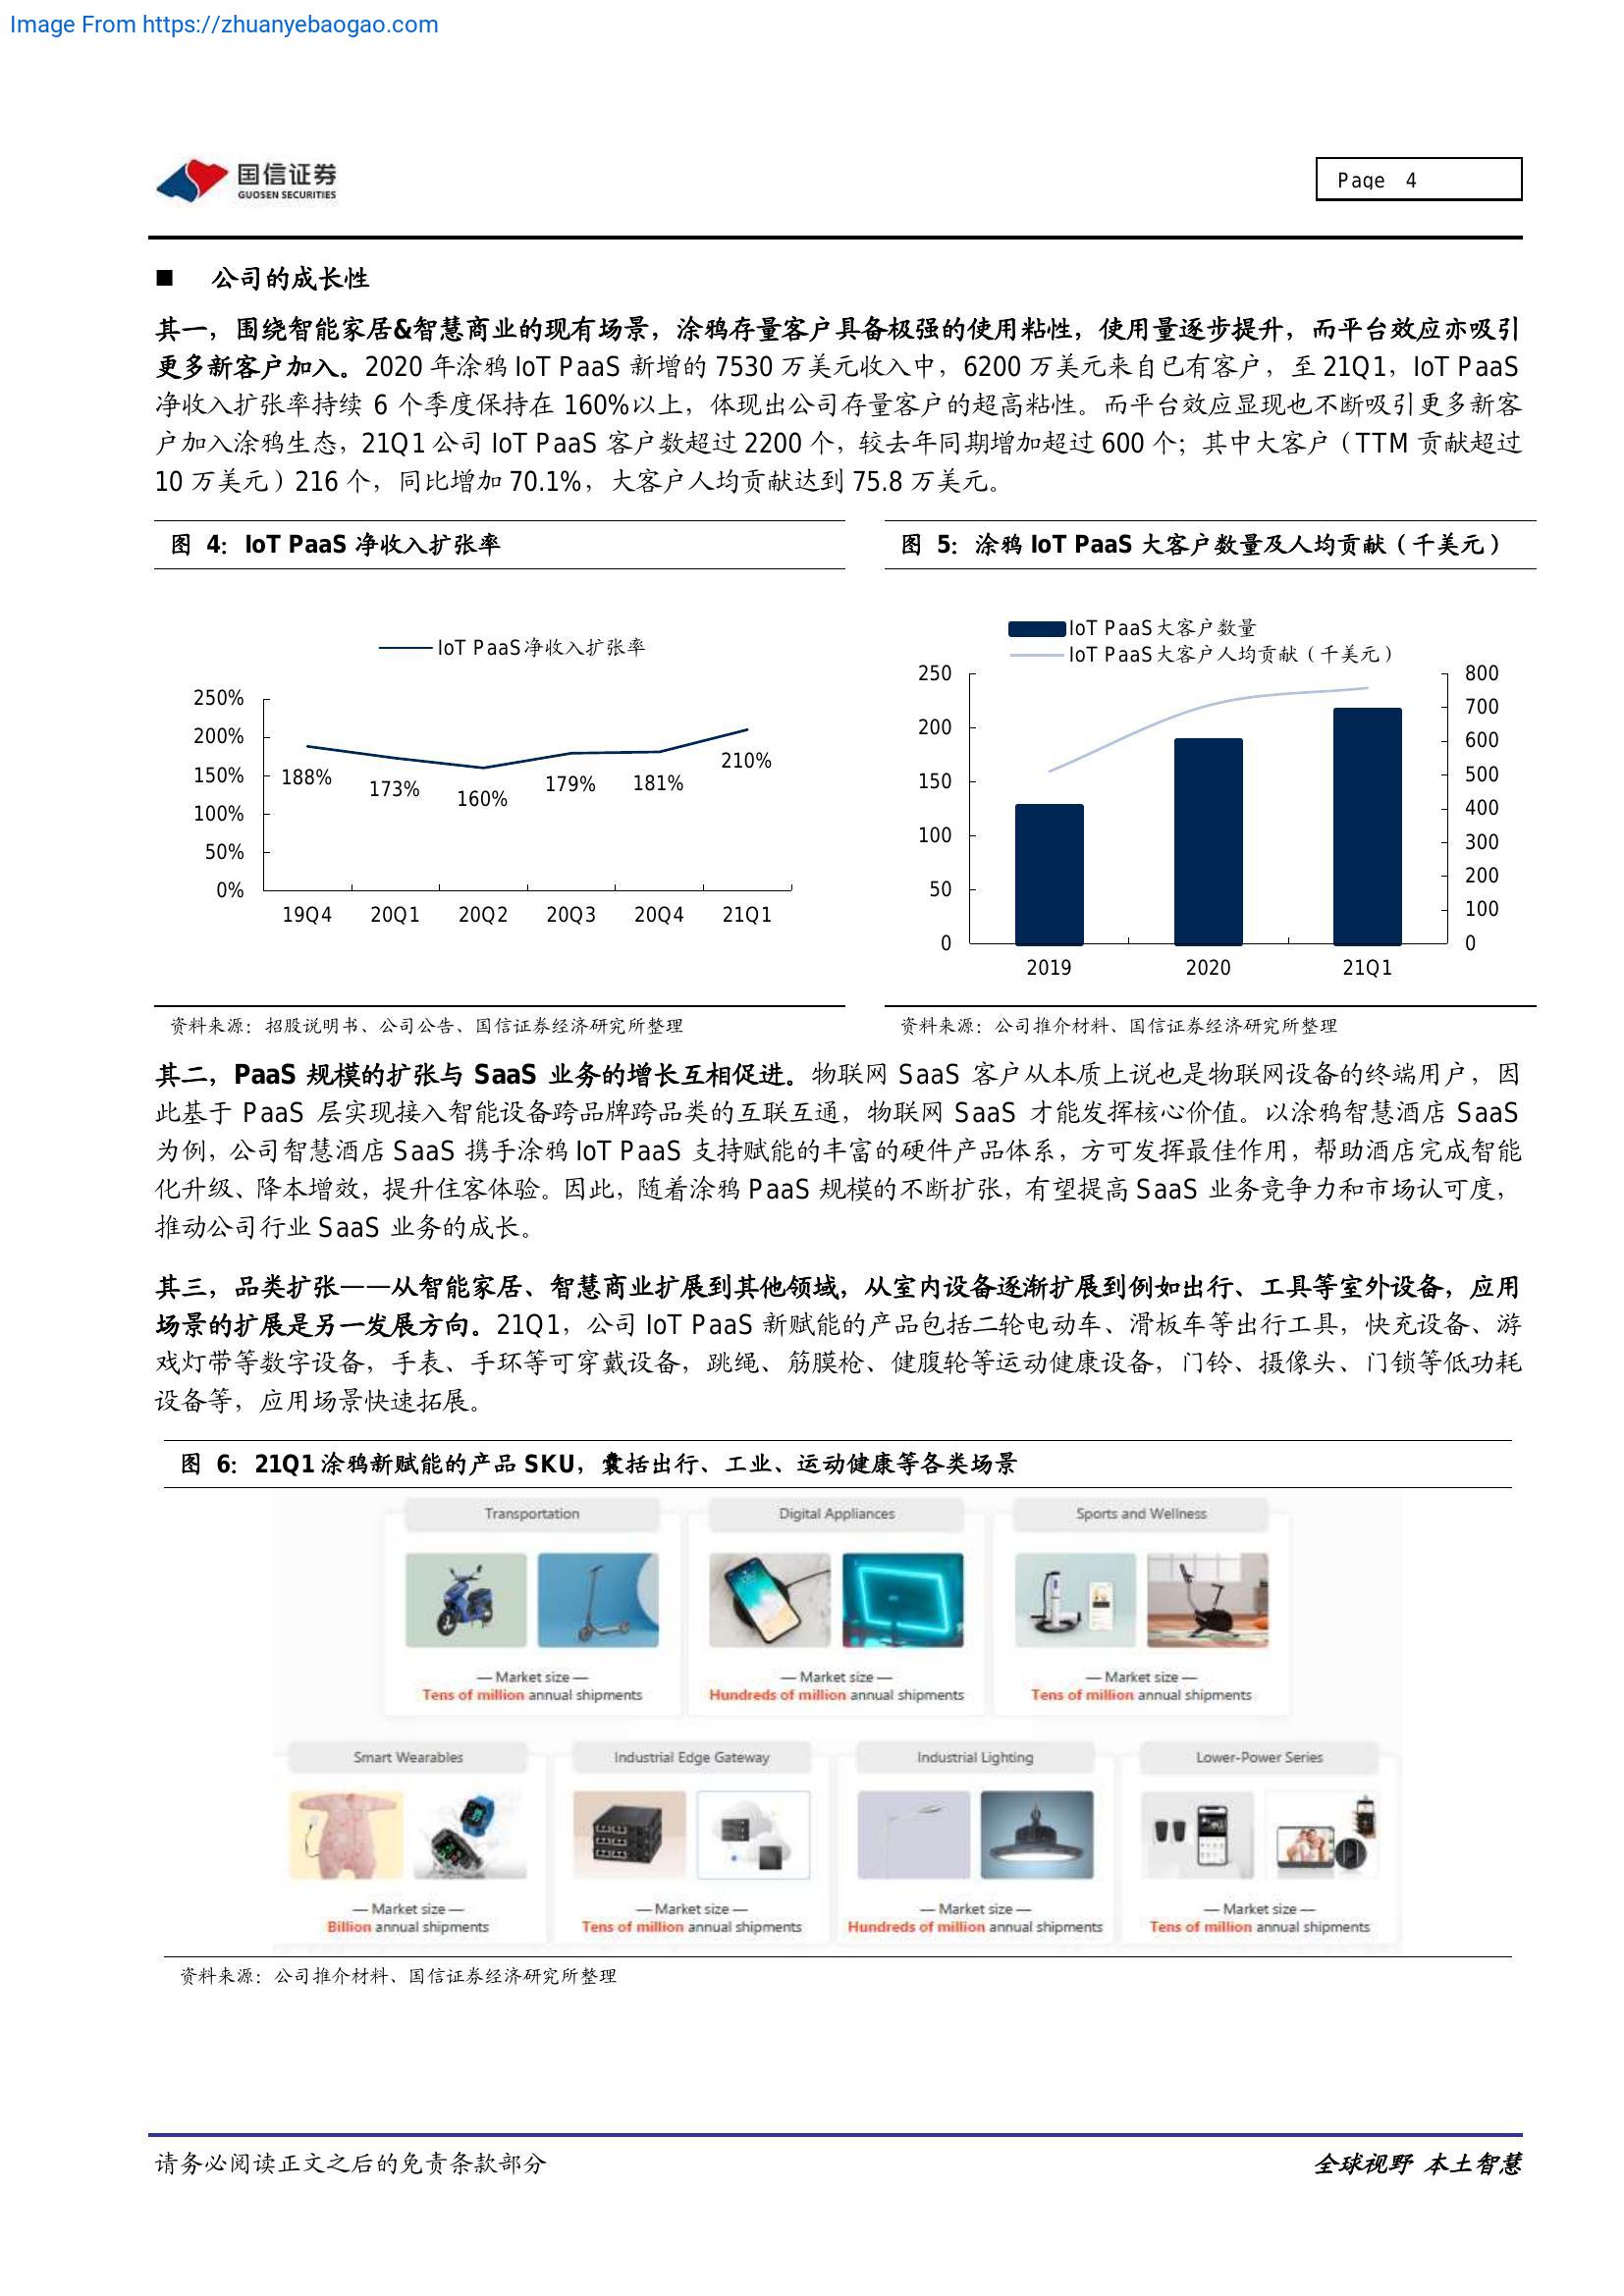 Image From https://zhuanyebaogao.com
国信证券
GUOSEN SECURITIES
Page 4
■ 公司的成长性
其一，围绕智能家居&智慧商业的现有场景，涂鸦存量客户具备极强的使用粘性，使用量逐步提升，而平台效应亦吸引
更多新客户加入。2020 年涂鸦 IoT PaaS 新增的 7530 万美元收入中，6200 万美元来自已有客户，至 21Q1，IoT PaaS
净收入扩张率持续 6 个季度保持在 160%以上，体现出公司存量客户的超高粘性。而平台效应显现也不断吸引更多新客
户加入涂鸦生态，21Q1 公司 IoT PaaS 客户数超过 2200 个，较去年同期增加超过 600 个；其中大客户（TTM 贡献超过
10 万美元）216 个，同比增加 70.1%，大客户人均贡献达到 75.8 万美元。
图 4：IoT PaaS 净收入扩张率
IoT PaaS净收入扩张率
250%
200%
150%
100%
50%
0%
188%
173%
160%
179%
181%
210%
19Q4 20Q1 20Q2 20Q3 20Q4 21Q1
资料来源：招股说明书、公司公告、国信证券经济研究所整理
图 5：涂鸦 IoT PaaS 大客户数量及人均贡献（千美元）
IoT PaaS大客户数量
IoT PaaS大客户人均贡献（千美元）
250
200
150
100
50
0
800
700
600
500
400
300
200
100
0
2019 2020 21Q1
资料来源：公司推介材料、国信证券经济研究所整理
其二，PaaS 规模的扩张与 SaaS 业务的增长互相促进。物联网 SaaS 客户从本质上说也是物联网设备的终端用户，因
此基于 PaaS 层实现接入智能设备跨品牌跨品类的互联互通，物联网 SaaS 才能发挥核心价值。以涂鸦智慧酒店 SaaS
为例，公司智慧酒店 SaaS 携手涂鸦 IoT PaaS 支持赋能的丰富的硬件产品体系，方可发挥最佳作用，帮助酒店完成智能
化升级、降本增效，提升住客体验。因此，随着涂鸦 PaaS 规模的不断扩张，有望提高 SaaS 业务竞争力和市场认可度，
推动公司行业 SaaS 业务的成长。
其三，品类扩张——从智能家居、智慧商业扩展到其他领域，从室内设备逐渐扩展到例如出行、工具等室外设备，应用
场景的扩展是另一发展方向。21Q1，公司 IoT PaaS 新赋能的产品包括二轮电动车、滑板车等出行工具，快充设备、游
戏灯带等数字设备，手表、手环等可穿戴设备，跳绳、筋膜枪、健腹轮等运动健康设备，门铃、摄像头、门锁等低功耗
设备等，应用场景快速拓展。
图 6：21Q1 涂鸦新赋能的产品 SKU，囊括出行、工业、运动健康等各类场景
Transportation
— Market size —
Tens of million annual shipments
Digital Appliances
— Market size —
Hundreds of million annual shipments
Sports and Wellness
— Market size —
Tens of million annual shipments
Smart Wearables
— Market size —
Billion annual shipments
Industrial Edge Gateway
— Market size —
Tens of million annual shipments
Industrial Lighting
— Market size —
Hundreds of million annual shipments
Lower-Power Series
— Market size —
Tens of million annual shipments
资料来源：公司推介材料、国信证券经济研究所整理
请务必阅读正文之后的免责条款部分
全球视野 本土智慧